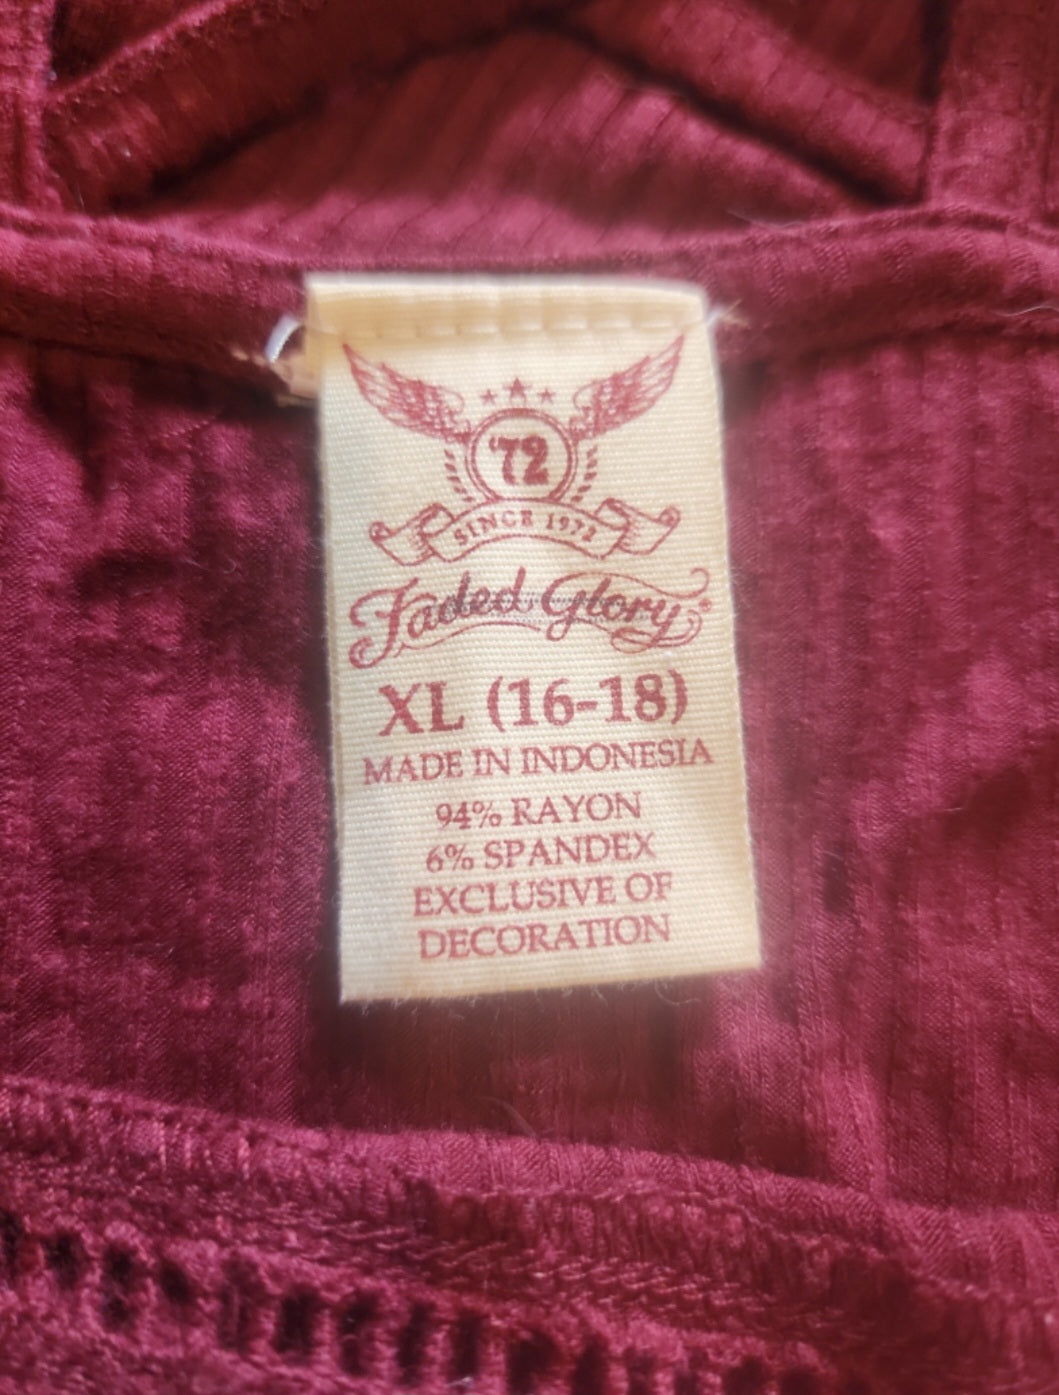 '72
SINCE 1972
Faded Glory
XL (16-18)
MADE IN INDONESIA
94% RAYON
6% SPANDEX
EXCLUSIVE OF
DECORATION